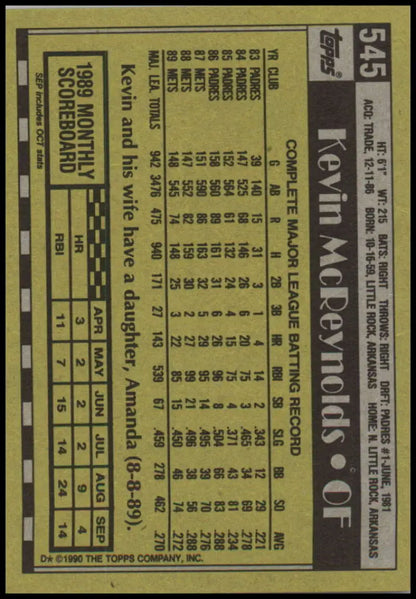 545
Topps
HT: 6'1" WT: 215 BATS: RIGHT THROWS: RIGHT DRFT: PADRES #1-JUNE, 1981
ACQ: TRADE, 12-11-86 BORN: 10-16-59, LITTLE ROCK, ARKANSAS HOME: N. LITTLE ROCK, ARKANSAS
Kevin McReynolds • OF
COMPLETE MAJOR LEAGUE BATTING RECORD
YR CLUB G AB R H 2B 3B HR RBI SB SLG BB SO AVG
83 PADRES 39 140 15 31 3 1 4 14 2 .343 12 29 .221
84 PADRES 147 525 68 146 26 6 20 75 3 .465 34 69 .278
85 PADRES 152 564 61 132 24 4 15 75 4 .371 43 81 .234
86 PADRES 158 560 89 161 31 6 26 96 8 .504 66 83 .288
87 METS 151 590 86 163 32 5 29 95 14 .495 39 70 .276
88 METS 147 552 82 159 30 2 27 99 21 .496 38 56 .288
89 METS 148 545 74 148 25 3 22 85 15 .450 46 74 .272
MAJ. LEA. TOTALS 942 3476 475 940 171 27 143 539 67 .459 278 462 .270
Kevin and his wife have a daughter, Amanda (8-8-89).
1989 MONTHLY
SCOREBOARD
SEP includes OCT stats
APR MAY JUN JUL AUG SEP
HR 3 2 2 2 9 4
RBI 11 7 15 14 24 14
D* ©1990 THE TOPPS COMPANY, INC.